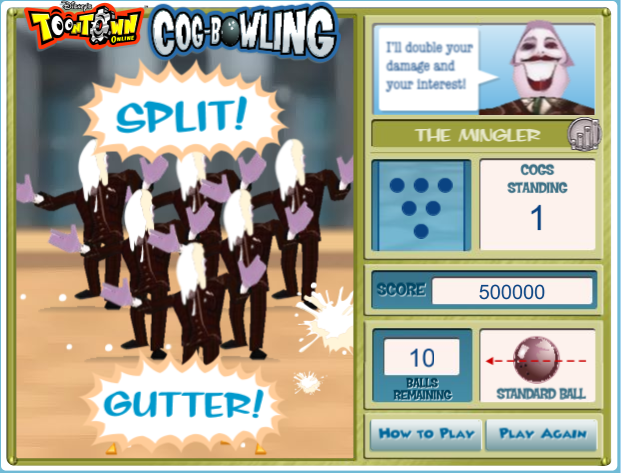 Disney's
TOONTOWN
ONLINE
COG-BOWLING
SPLIT!
GUTTER!
I'll double your
damage and
your interest!
THE MINGLER
COGS
STANDING
1
SCORE 500000
10
BALLS
REMAINING
STANDARD BALL
HOW TO PLAY
PLAY AGAIN